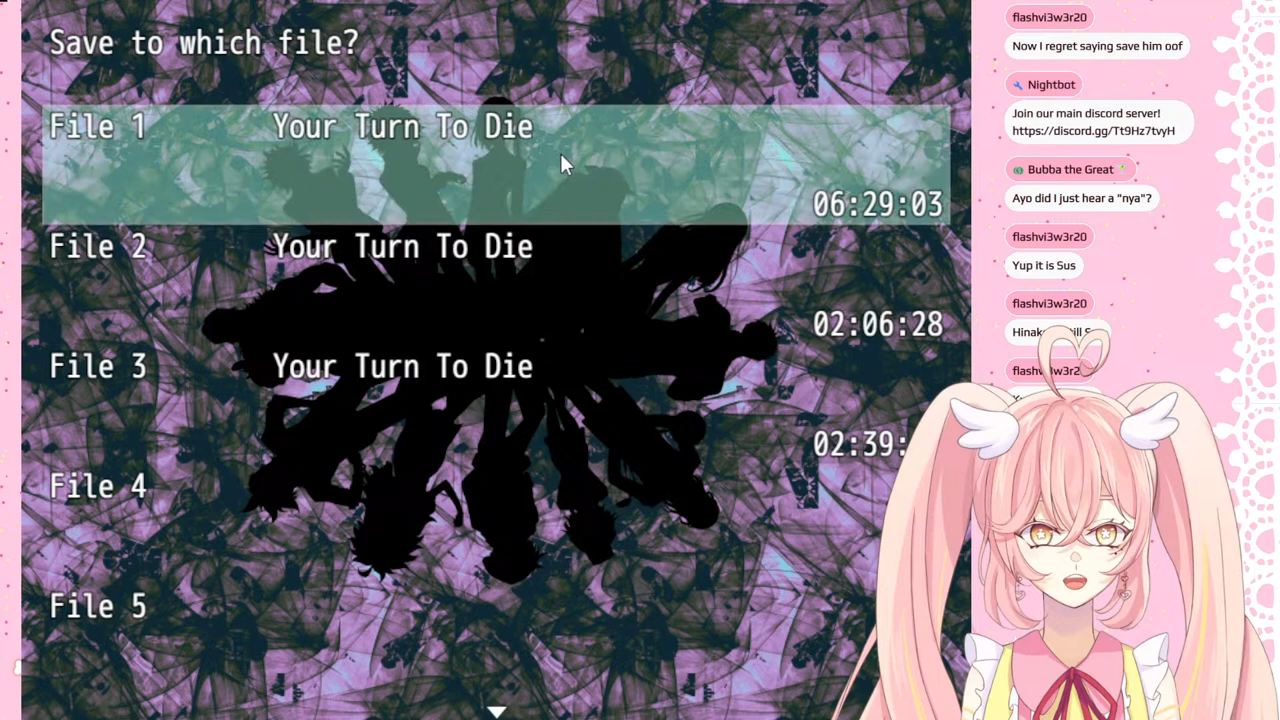 Save to which file?
File 1 Your Turn To Die
06:29:03
File 2 Your Turn To Die
02:06:28
File 3 Your Turn To Die
02:39:
File 4
File 5
flashvi3w3r20
Now I regret saying save him oof
Nightbot
Join our main discord server!
https://discord.gg/Tt9Hz7tvyH
Bubba the Great
Ayo did I just hear a "nya"?
flashvi3w3r20
Yup it is Sus
flashvi3w3r20